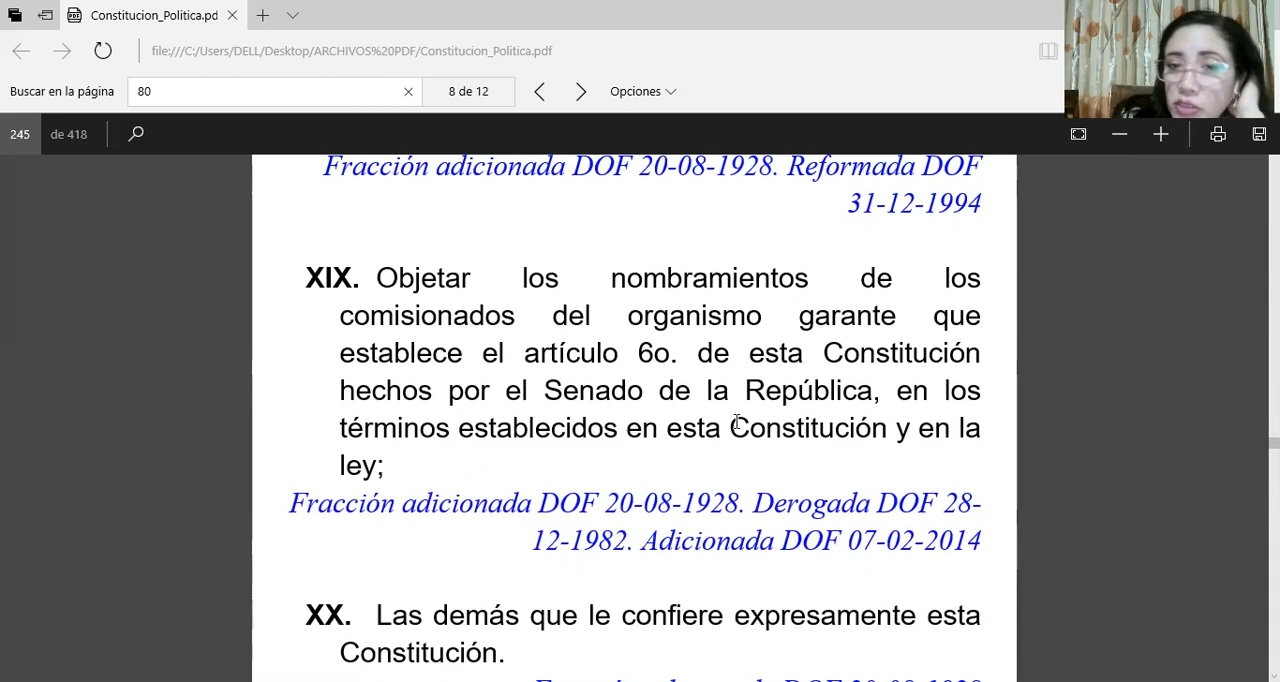 Constitucion_Politica.pd
file:///C:/Users/DELL/Desktop/ARCHIVOS%20PDF/Constitucion_Politica.pdf
Buscar en la página 80 8 de 12 Opciones
245 de 418
Fracción adicionada DOF 20-08-1928. Reformada DOF
31-12-1994
XIX. Objetar los nombramientos de los
comisionados del organismo garante que
establece el artículo 6o. de esta Constitución
hechos por el Senado de la República, en los
términos establecidos en esta Constitución y en la
ley;
Fracción adicionada DOF 20-08-1928. Derogada DOF 28-
12-1982. Adicionada DOF 07-02-2014
XX. Las demás que le confiere expresamente esta
Constitución.